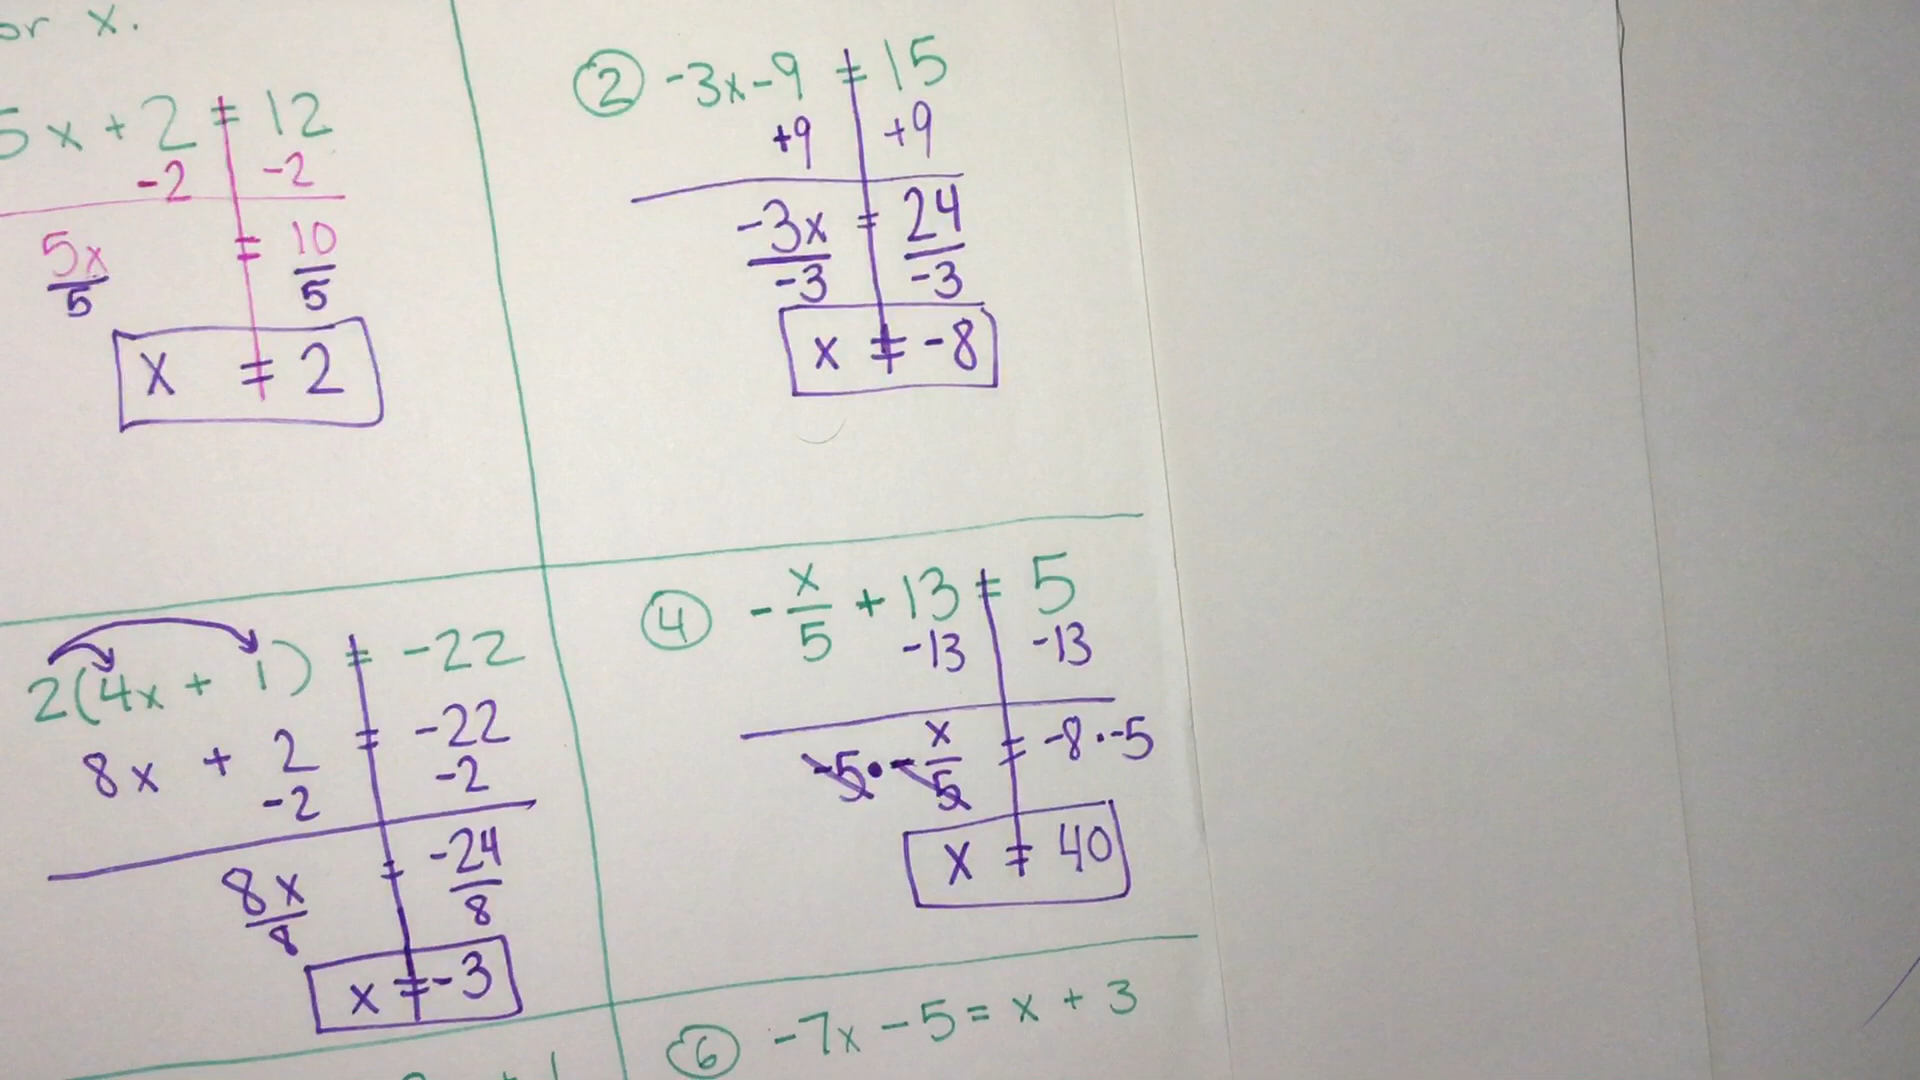 or x.
5x + 2 = 12
-2 -2
5x/5 = 10/5
x = 2
② -3x - 9 = 15
+9 +9
-3x/-3 = 24/-3
x = -8
2(4x + 1) = -22
8x + 2 = -22
-2 -2
8x/8 = -24/8
x = -3
④ -x/5 + 13 = 5
-13 -13
-5 · -x/5 = -8 · -5
x = 40
⑥ -7x - 5 = x + 3